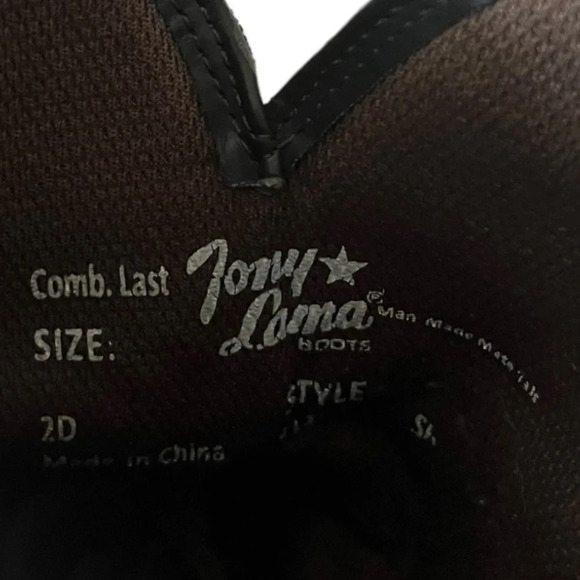 Comb. Last Tony Lama ® Man Made Materials
BOOTS
SIZE:
STYLE
2D
Made in China